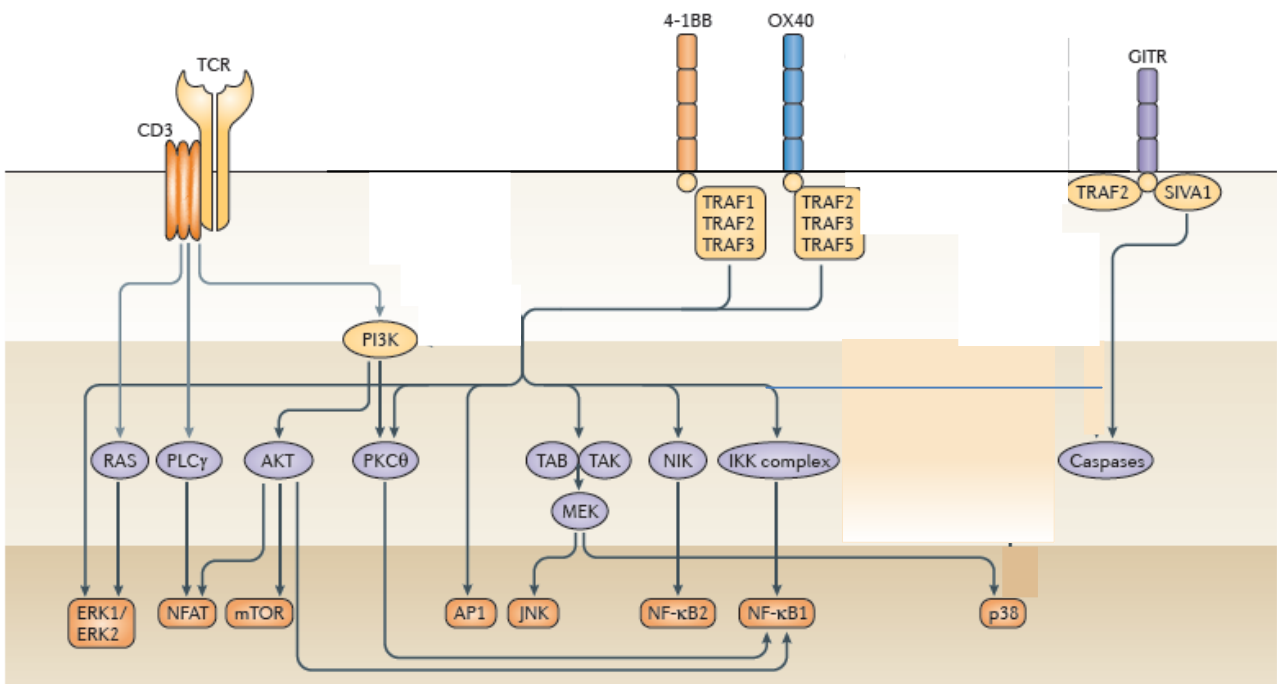 4-1BB
OX40
GITR
TCR
CD3
TRAF1
TRAF2
TRAF3
TRAF2
TRAF3
TRAF5
TRAF2
SIVA1
PI3K
RAS
PLCγ
AKT
PKCθ
TAB
TAK
NIK
IKK complex
Caspases
MEK
ERK1/
ERK2
NFAT
mTOR
AP1
JNK
NF-κB2
NF-κB1
p38